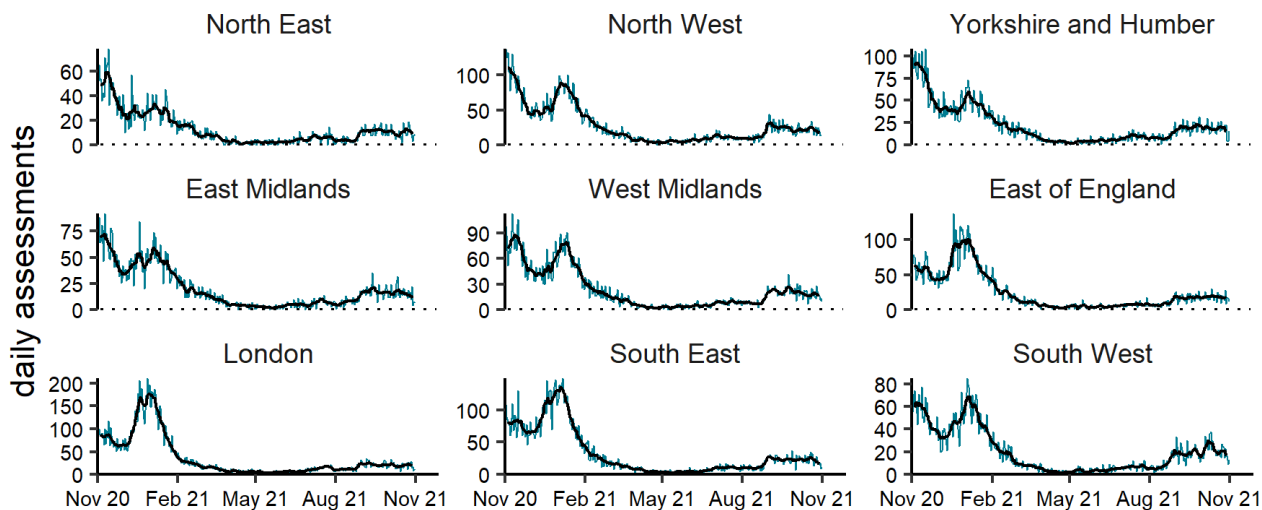 North East
North West
Yorkshire and Humber
60
40
20
0
100
50
0
100
75
50
25
0
East Midlands
West Midlands
East of England
75
50
25
0
90
60
30
0
100
50
0
London
South East
South West
200
150
100
50
0
100
50
0
80
60
40
20
0
Nov 20 Feb 21 May 21 Aug 21 Nov 21
Nov 20 Feb 21 May 21 Aug 21 Nov 21
Nov 20 Feb 21 May 21 Aug 21 Nov 21
daily assessments